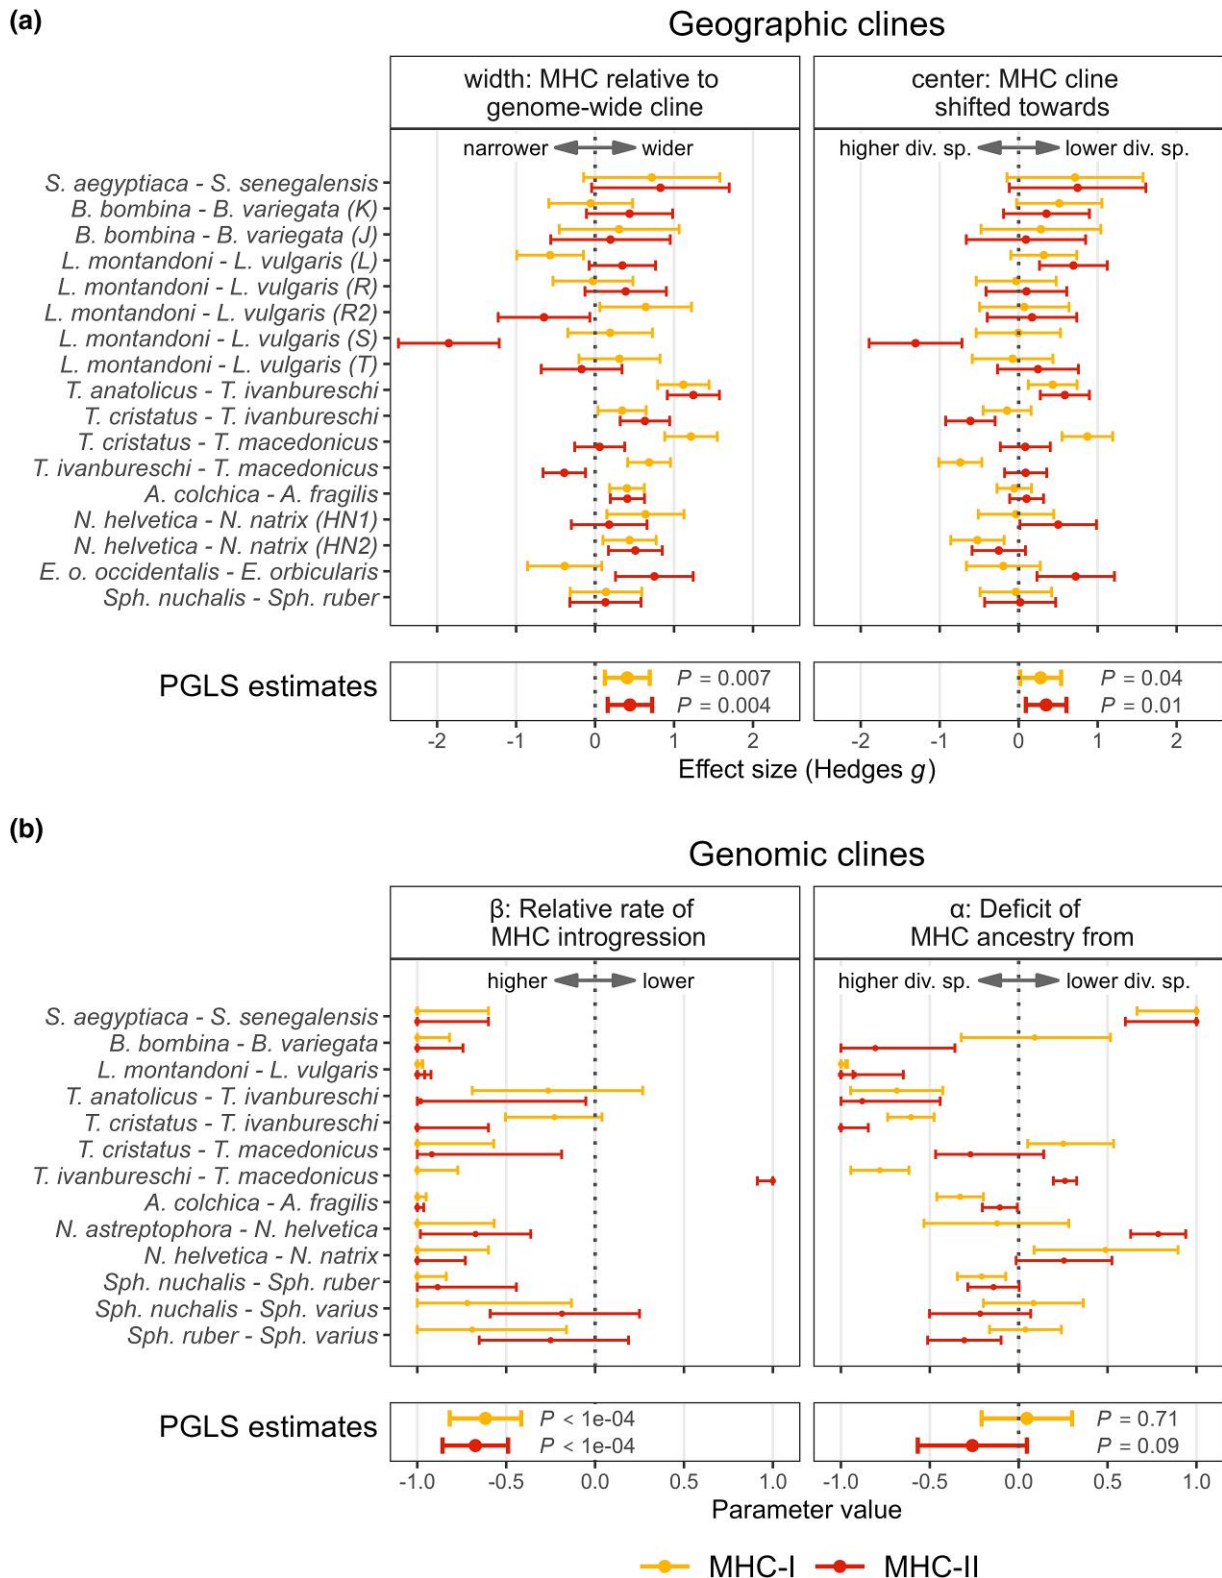 (a)
Geographic clines
width: MHC relative to
genome-wide cline
center: MHC cline
shifted towards
narrower wider
higher div. sp. lower div. sp.
S. aegyptiaca - S. senegalensis
B. bombina - B. variegata (K)
B. bombina - B. variegata (J)
L. montandoni - L. vulgaris (L)
L. montandoni - L. vulgaris (R)
L. montandoni - L. vulgaris (R2)
L. montandoni - L. vulgaris (S)
L. montandoni - L. vulgaris (T)
T. anatolicus - T. ivanbureschi
T. cristatus - T. ivanbureschi
T. cristatus - T. macedonicus
T. ivanbureschi - T. macedonicus
A. colchica - A. fragilis
N. helvetica - N. natrix (HN1)
N. helvetica - N. natrix (HN2)
E. o. occidentalis - E. orbicularis
Sph. nuchalis - Sph. ruber
PGLS estimates
P = 0.007
P = 0.004
P = 0.04
P = 0.01
-2 -1 0 1 2
-2 -1 0 1 2
Effect size (Hedges g)
(b)
Genomic clines
β: Relative rate of
MHC introgression
α: Deficit of
MHC ancestry from
higher lower
higher div. sp. lower div. sp.
S. aegyptiaca - S. senegalensis
B. bombina - B. variegata
L. montandoni - L. vulgaris
T. anatolicus - T. ivanbureschi
T. cristatus - T. ivanbureschi
T. cristatus - T. macedonicus
T. ivanbureschi - T. macedonicus
A. colchica - A. fragilis
N. astreptophora - N. helvetica
N. helvetica - N. natrix
Sph. nuchalis - Sph. ruber
Sph. nuchalis - Sph. varius
Sph. ruber - Sph. varius
PGLS estimates
P < 1e-04
P < 1e-04
P = 0.71
P = 0.09
-1.0 -0.5 0.0 0.5 1.0
-1.0 -0.5 0.0 0.5 1.0
Parameter value
MHC-I MHC-II